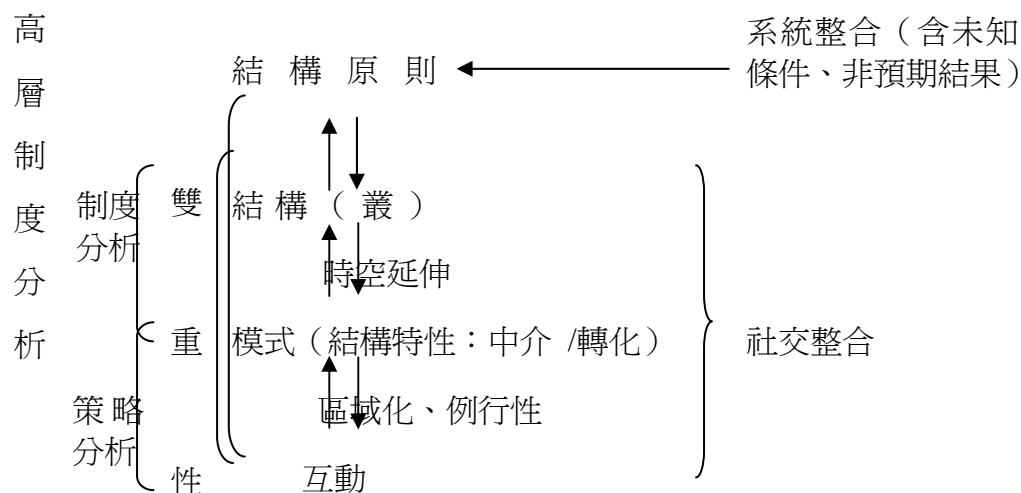 高層制度分析
系統整合（含未知
條件、非預期結果）
結構原則
制度
分析
雙重性
結構（叢）
時空延伸
模式（結構特性：中介 /轉化）
社交整合
策略
分析
區域化、例行性
互動